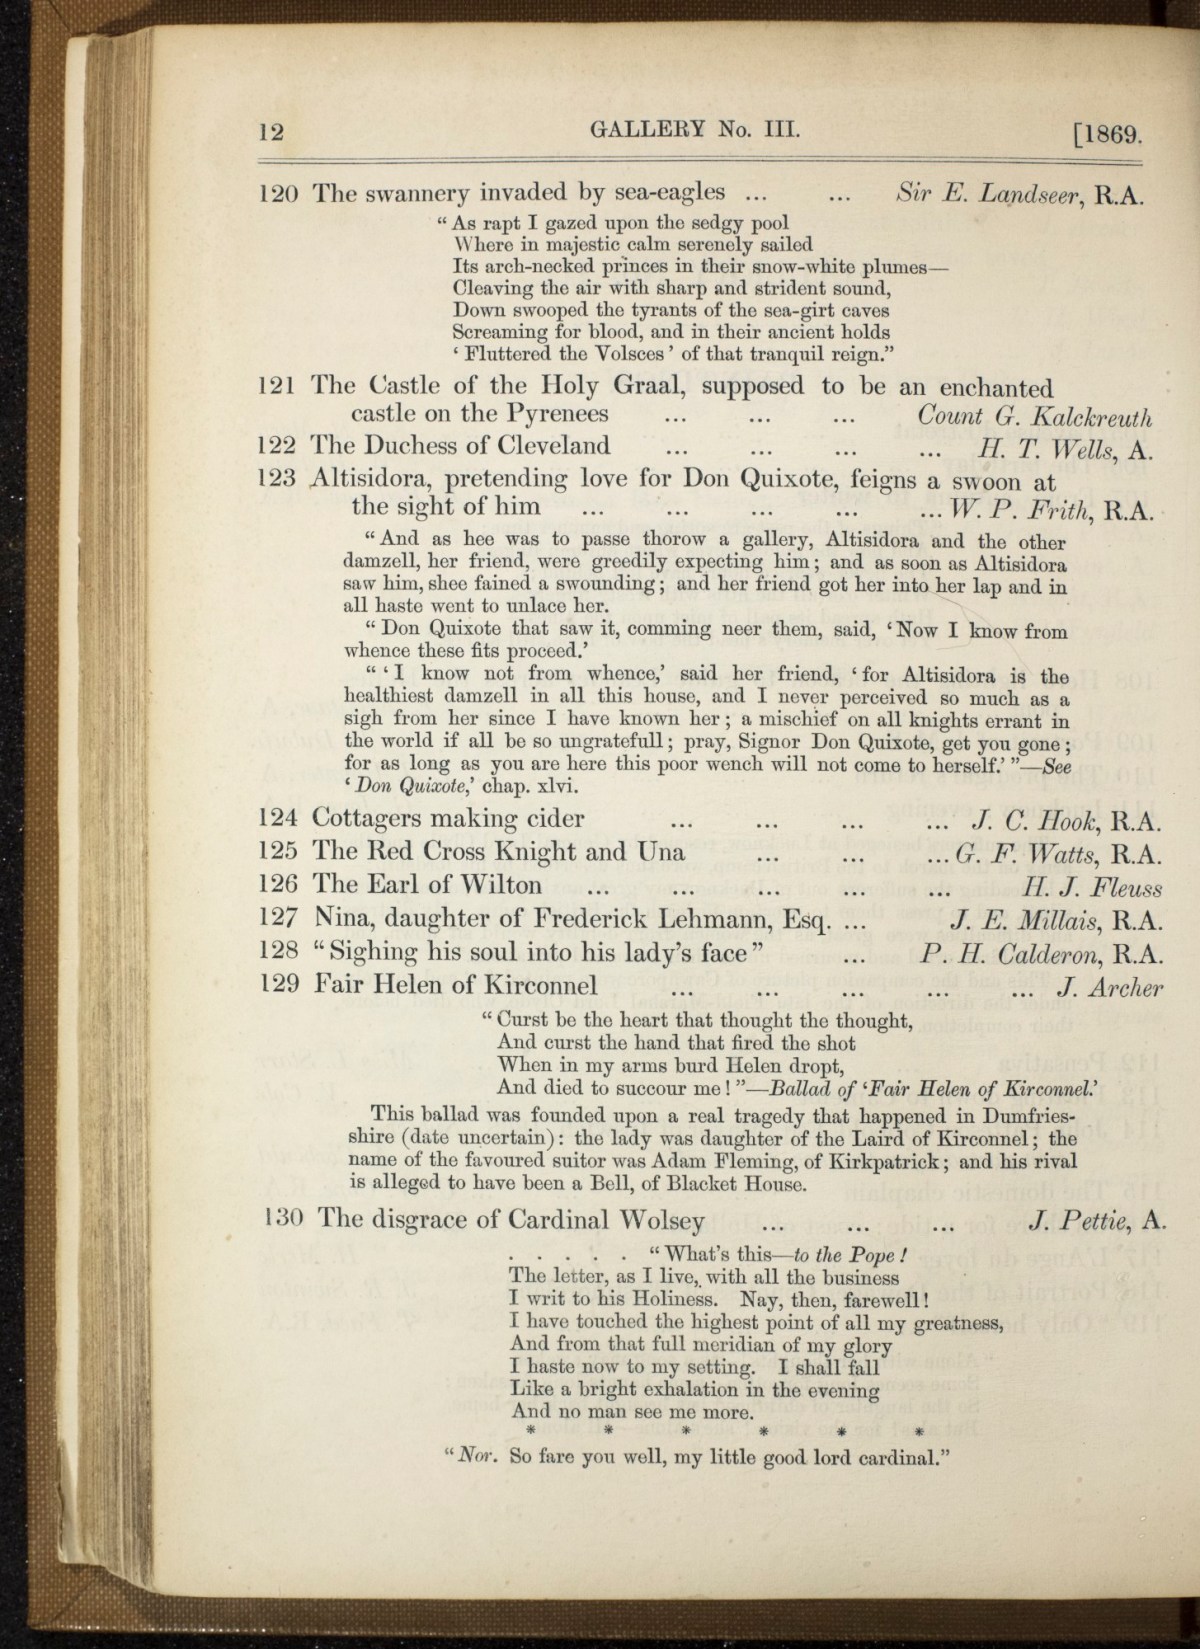 12 GALLERY No. III. [1869.
120 The swannery invaded by sea-eagles ... ... Sir E. Landseer, R.A.
“As rapt I gazed upon the sedgy pool
Where in majestic calm serenely sailed
Its arch-necked princes in their snow-white plumes—
Cleaving the air with sharp and strident sound,
Down swooped the tyrants of the sea-girt caves
Screaming for blood, and in their ancient holds
‘Fluttered the Volsces’ of that tranquil reign.”
121 The Castle of the Holy Graal, supposed to be an enchanted
castle on the Pyrenees ... ... ... Count G. Kalckreuth
122 The Duchess of Cleveland ... ... ... ... H. T. Wells, A.
123 Altisidora, pretending love for Don Quixote, feigns a swoon at
the sight of him ... ... ... ... ... W. P. Frith, R.A.
“And as hee was to passe thorow a gallery, Altisidora and the other
damzell, her friend, were greedily expecting him; and as soon as Altisidora
saw him, shee fained a swounding; and her friend got her into her lap and in
all haste went to unlace her.
“Don Quixote that saw it, comming neer them, said, ‘Now I know from
whence these fits proceed.’
“‘I know not from whence,’ said her friend, ‘for Altisidora is the
healthiest damzell in all this house, and I never perceived so much as a
sigh from her since I have known her; a mischief on all knights errant in
the world if all be so ungratefull; pray, Signor Don Quixote, get you gone;
for as long as you are here this poor wench will not come to herself.’”—See
‘Don Quixote,’ chap. xlvi.
124 Cottagers making cider ... ... ... ... J. C. Hook, R.A.
125 The Red Cross Knight and Una ... ... ... G. F. Watts, R.A.
126 The Earl of Wilton ... ... ... ... ... H. J. Fleuss
127 Nina, daughter of Frederick Lehmann, Esq. ... J. E. Millais, R.A.
128 “Sighing his soul into his lady’s face” ... P. H. Calderon, R.A.
129 Fair Helen of Kirconnel ... ... ... ... ... J. Archer
“Curst be the heart that thought the thought,
And curst the hand that fired the shot
When in my arms burd Helen dropt,
And died to succour me!”—Ballad of ‘Fair Helen of Kirconnel.’
This ballad was founded upon a real tragedy that happened in Dumfries-
shire (date uncertain): the lady was daughter of the Laird of Kirconnel; the
name of the favoured suitor was Adam Fleming, of Kirkpatrick; and his rival
is alleged to have been a Bell, of Blacket House.
130 The disgrace of Cardinal Wolsey ... ... ... J. Pettie, A.
. . . . . “What’s this—to the Pope!
The letter, as I live, with all the business
I writ to his Holiness. Nay, then, farewell!
I have touched the highest point of all my greatness,
And from that full meridian of my glory
I haste now to my setting. I shall fall
Like a bright exhalation in the evening
And no man see me more.
* * * * * *
“Nor. So fare you well, my little good lord cardinal.”